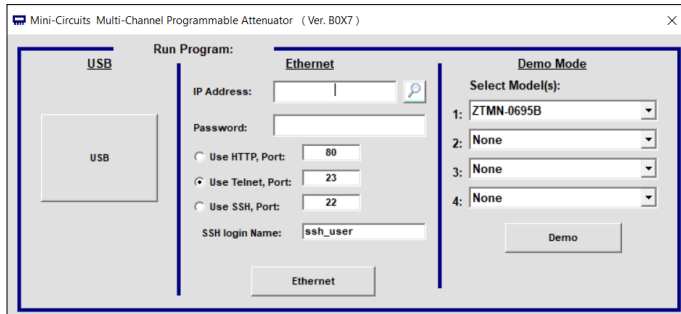 Mini-Circuits Multi-Channel Programmable Attenuator ( Ver. B0X7 )
Run Program:
USB
USB
Ethernet
IP Address:
Password:
Use HTTP, Port: 80
Use Telnet, Port: 23
Use SSH, Port: 22
SSH login Name: ssh_user
Ethernet
Demo Mode
Select Model(s):
1: ZTMN-0695B
2: None
3: None
4: None
Demo